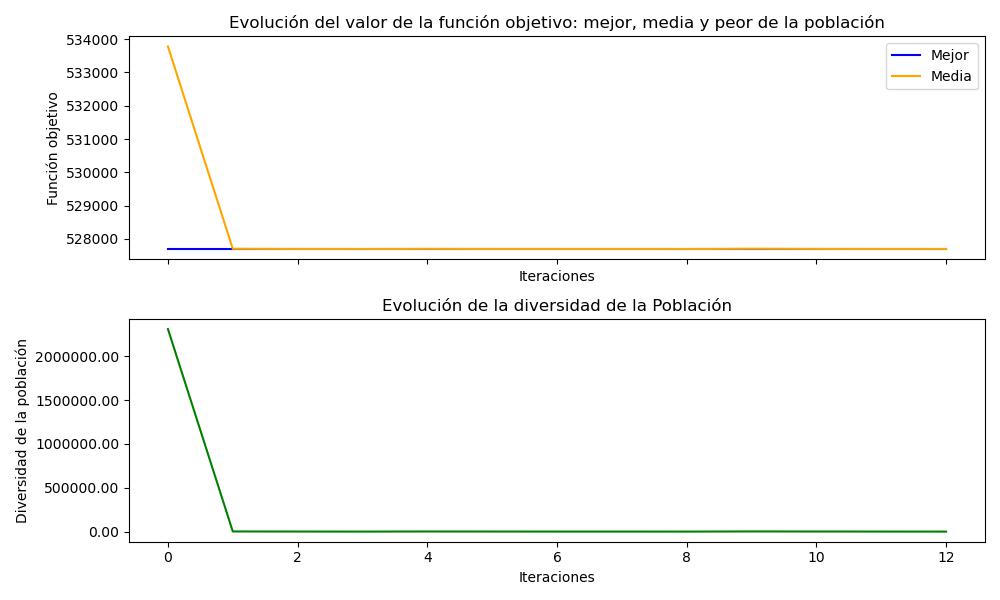 Evolución del valor de la función objetivo: mejor, media y peor de la población
534000
533000
532000
531000
530000
529000
528000
Función objetivo
Mejor
Media
Iteraciones
Evolución de la diversidad de la Población
2000000.00
1500000.00
1000000.00
500000.00
0.00
Diversidad de la población
0 2 4 6 8 10 12
Iteraciones